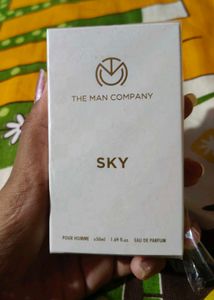 THE MAN COMPANY
SKY
POUR HOMME e50ml 1.69 fl.oz. EAU DE PARFUM